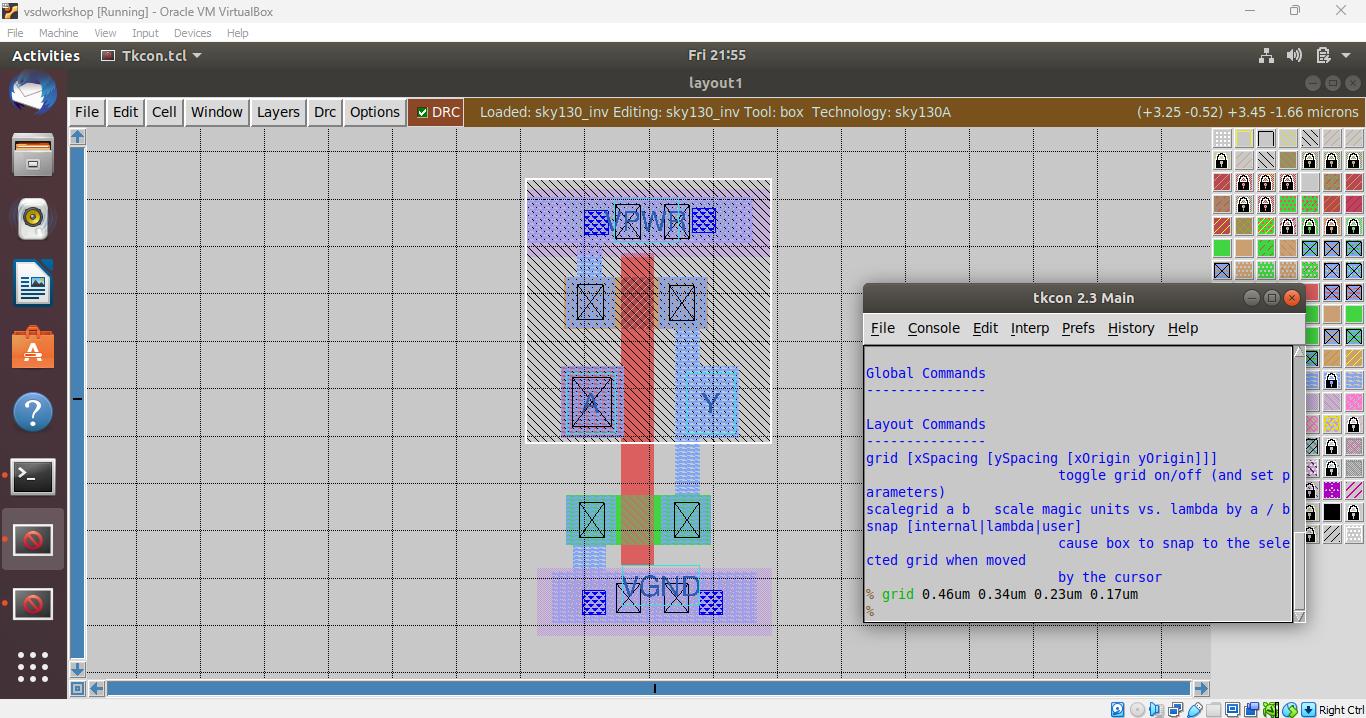 vsdworkshop [Running] - Oracle VM VirtualBox
File Machine View Input Devices Help
Activities Tkcon.tcl Fri 21:55
layout1
File Edit Cell Window Layers Drc Options DRC Loaded: sky130_inv Editing: sky130_inv Tool: box Technology: sky130A (+3.25 -0.52) +3.45 -1.66 microns
VPWR
A Y
VGND
tkcon 2.3 Main
File Console Edit Interp Prefs History Help
Global Commands
---------------
Layout Commands
---------------
grid [xSpacing [ySpacing [xOrigin yOrigin]]]
toggle grid on/off (and set p
arameters)
scalegrid a b scale magic units vs. lambda by a / b
snap [internal|lambda|user]
cause box to snap to the sele
cted grid when moved
by the cursor
% grid 0.46um 0.34um 0.23um 0.17um
%
Right Ctrl